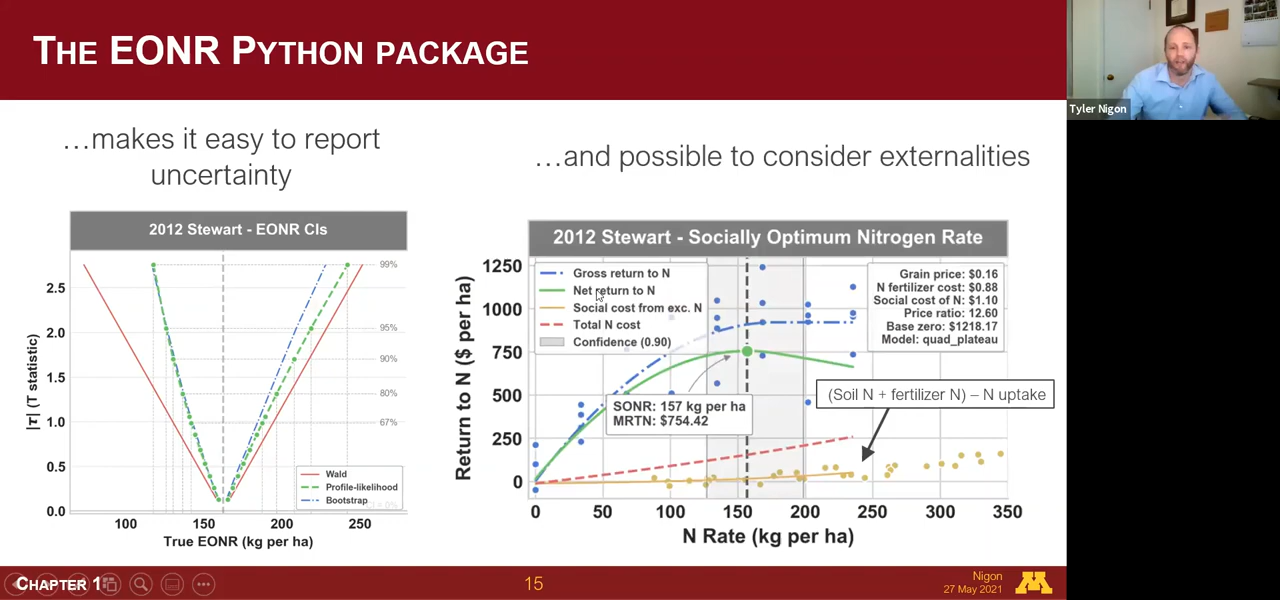 THE EONR PYTHON PACKAGE
Tyler Nigon
…makes it easy to report
uncertainty
2012 Stewart - EONR CIs
99%
95%
90%
80%
67%
2.5
2.0
1.5
1.0
0.5
0.0
|τ| (T statistic)
Wald
Profile-likelihood
Bootstrap
100 150 200 250
True EONR (kg per ha)
…and possible to consider externalities
2012 Stewart - Socially Optimum Nitrogen Rate
1250
1000
750
500
250
0
Return to N ($ per ha)
Gross return to N
Net return to N
Social cost from exc. N
Total N cost
Confidence (0.90)
Grain price: $0.16
N fertilizer cost: $0.88
Social cost of N: $1.10
Price ratio: 12.60
Base zero: $1218.17
Model: quad_plateau
(Soil N + fertilizer N) – N uptake
SONR: 157 kg per ha
MRTN: $754.42
0 50 100 150 200 250 300 350
N Rate (kg per ha)
CHAPTER 1
15
Nigon
27 May 2021
M